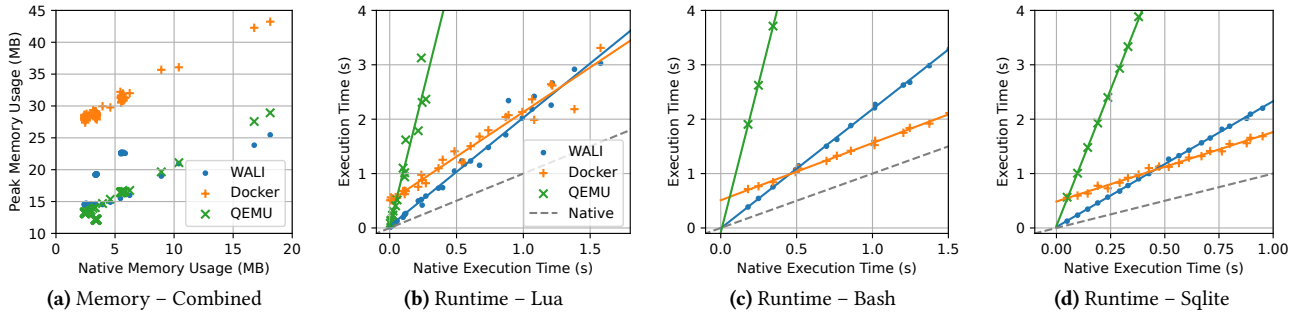 Peak Memory Usage (MB)
45
40
35
30
25
20
15
10
0
5
10
15
20
Native Memory Usage (MB)
WALI
Docker
QEMU
(a) Memory – Combined
Execution Time (s)
4
3
2
1
0
0.0
0.5
1.0
1.5
Native Execution Time (s)
WALI
Docker
QEMU
Native
(b) Runtime – Lua
Execution Time (s)
4
3
2
1
0
0.0
0.5
1.0
1.5
Native Execution Time (s)
(c) Runtime – Bash
Execution Time (s)
4
3
2
1
0
0.00
0.25
0.50
0.75
1.00
Native Execution Time (s)
(d) Runtime – Sqlite